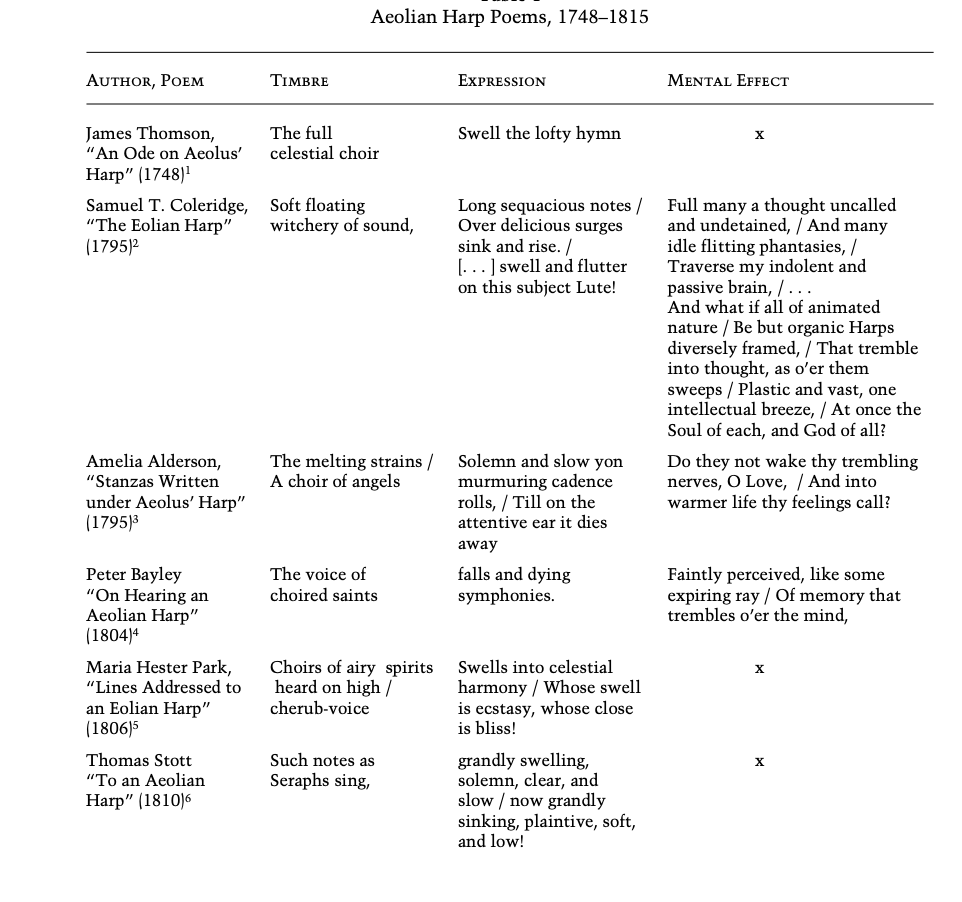 Aeolian Harp Poems, 1748–1815
Author, Poem
Timbre
Expression
Mental Effect
James Thomson,
“An Ode on Aeolus’
Harp” (1748)¹
The full
celestial choir
Swell the lofty hymn
x
Samuel T. Coleridge,
“The Eolian Harp”
(1795)²
Soft floating
witchery of sound,
Long sequacious notes /
Over delicious surges
sink and rise. /
[. . . ] swell and flutter
on this subject Lute!
Full many a thought uncalled
and undetained, / And many
idle flitting phantasies, /
Traverse my indolent and
passive brain, / . . .
And what if all of animated
nature / Be but organic Harps
diversely framed, / That tremble
into thought, as o’er them
sweeps / Plastic and vast, one
intellectual breeze, / At once the
Soul of each, and God of all?
Amelia Alderson,
“Stanzas Written
under Aeolus’ Harp”
(1795)³
The melting strains /
A choir of angels
Solemn and slow yon
murmuring cadence
rolls, / Till on the
attentive ear it dies
away
Do they not wake thy trembling
nerves, O Love, / And into
warmer life thy feelings call?
Peter Bayley
“On Hearing an
Aeolian Harp”
(1804)⁴
The voice of
choired saints
falls and dying
symphonies.
Faintly perceived, like some
expiring ray / Of memory that
trembles o’er the mind,
Maria Hester Park,
“Lines Addressed to
an Eolian Harp”
(1806)⁵
Choirs of airy spirits
heard on high /
cherub-voice
Swells into celestial
harmony / Whose swell
is ecstasy, whose close
is bliss!
x
Thomas Stott
“To an Aeolian
Harp” (1810)⁶
Such notes as
Seraphs sing,
grandly swelling,
solemn, clear, and
slow / now grandly
sinking, plaintive, soft,
and low!
x